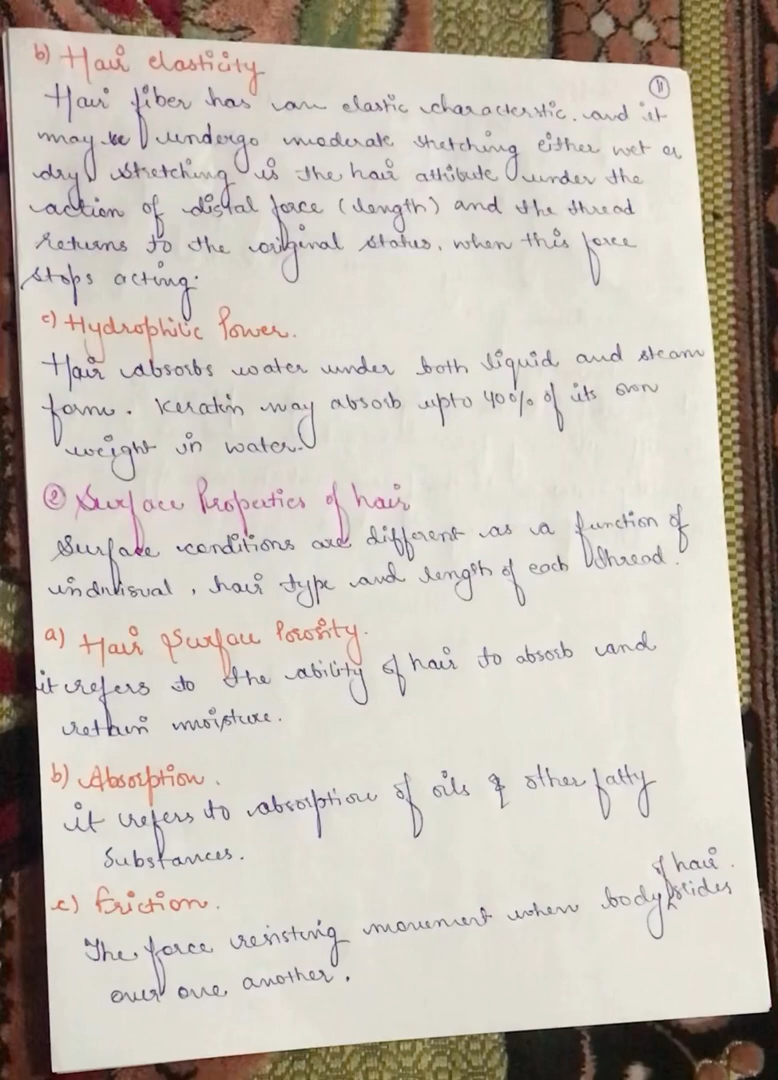 b) Hair elasticity
11
Hair fiber has an elastic characteristic. and it
may be undergo moderate stretching either wet or
dry. stretching is the hair attribute under the
action of distal force (length) and the thread
returns to the original status, when this force
stops acting.
c) Hydrophilic Power.
Hair absorbs water under both liquid and steam
form. Keratin may absorb upto 40% of its own
weight in water.
② Surface Properties of hair
Surface conditions are different as a function of
individual, hair type and length of each thread.
a) Hair Surface Porosity.
it refers to the ability of hair to absorb and
retain moisture.
b) Absorption.
it refers to absorption of oils & other fatty
Substances.
c) Friction.
The force resisting movement when body of hair slides
over one another.